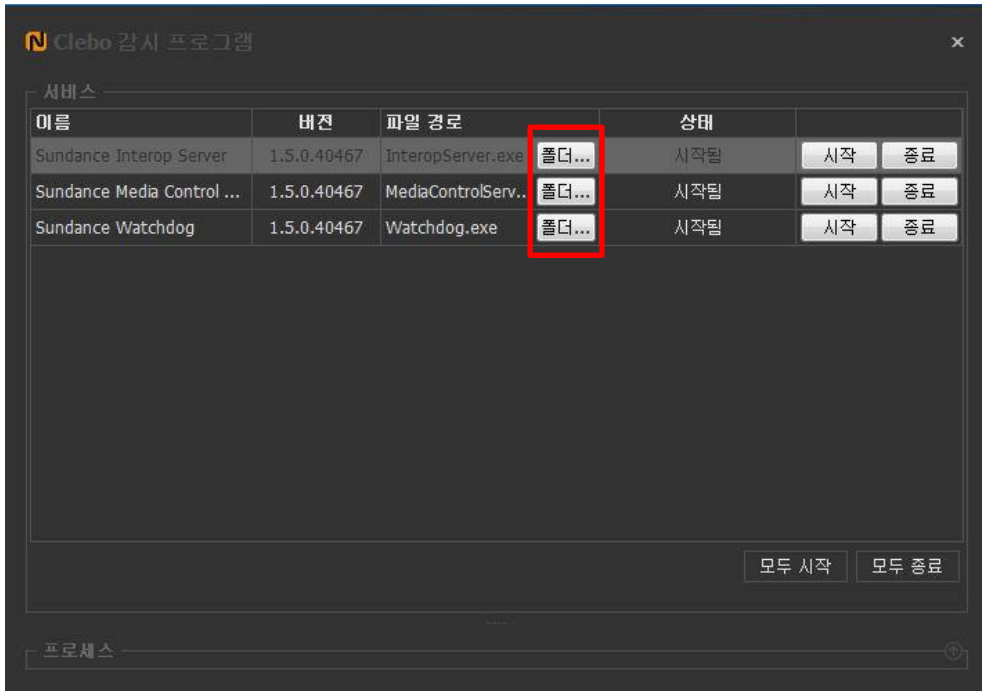 Clebo 감시 프로그램
서비스
이름 버전 파일 경로 상태
Sundance Interop Server 1.5.0.40467 InteropServer.exe 폴더... 시작됨 시작 종료
Sundance Media Control ... 1.5.0.40467 MediaControlServ... 폴더... 시작됨 시작 종료
Sundance Watchdog 1.5.0.40467 Watchdog.exe 폴더... 시작됨 시작 종료
모두 시작 모두 종료
프로세스